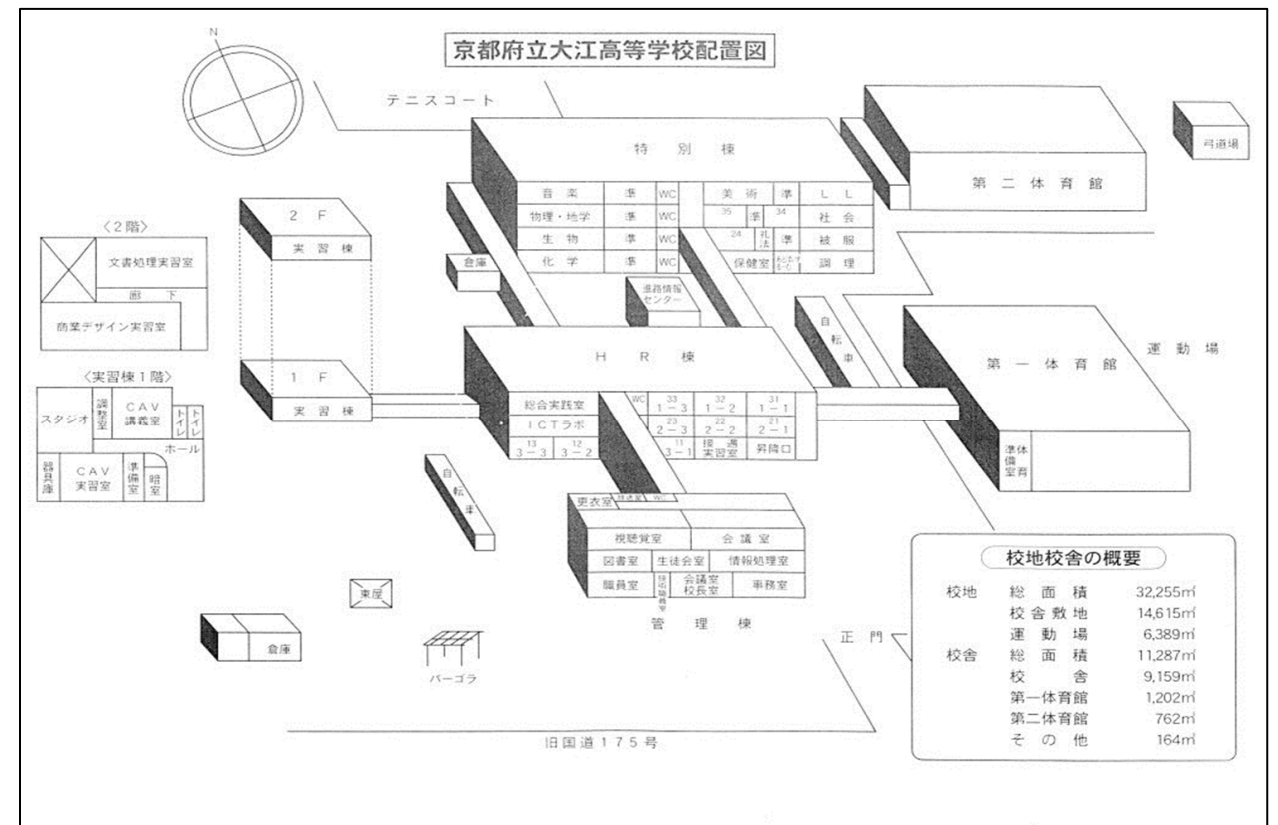 N
京都府立大江高等学校配置図
テニスコート
特別棟
音楽 準 WC 美術 準 LL
物理・地学 準 WC 35 準 34 社会
生物 準 WC 24 礼法 準 被服
化学 準 WC 保健室 調理
第二体育館
弓道場
2F
実習棟
〈2階〉
文書処理実習室
廊下
商業デザイン実習室
倉庫
進路情報センター
自転車
第一体育館
運動場
体育準備室
HR棟
総合実践室 WC 33 1-3 32 1-2 31 1-1
ICTラボ 23 2-3 22 2-2 21 2-1
13 3-3 12 3-2 11 3-1 接遇実習室 昇降口
1F
実習棟
〈実習棟1階〉
スタジオ 調整室 CAV講義室 トイレ トイレ
ホール
器具庫 CAV実習室 準備室 暗室
自転車
更衣室 WC
視聴覚室 会議室
図書室 生徒会室 情報処理室
職員室 会議室 校長室 事務室
管理棟
東屋
倉庫
パーゴラ
正門
旧国道175号
校地校舎の概要
校地 総面積 32,255㎡
校舎敷地 14,615㎡
運動場 6,389㎡
校舎 総面積 11,287㎡
校舎 9,159㎡
第一体育館 1,202㎡
第二体育館 762㎡
その他 164㎡